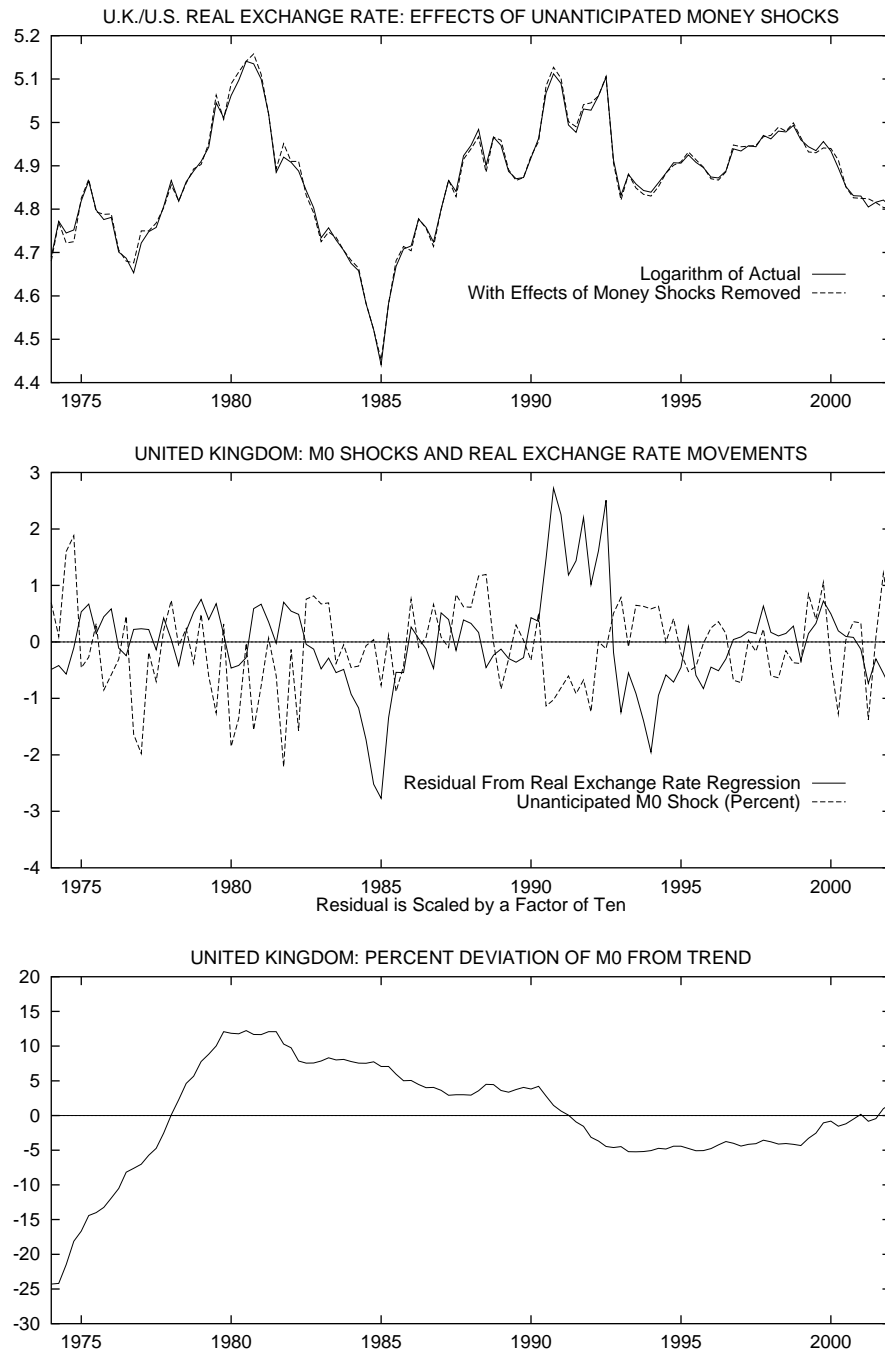 U.K./U.S. REAL EXCHANGE RATE: EFFECTS OF UNANTICIPATED MONEY SHOCKS
5.2
5.1
5
4.9
4.8
4.7
4.6
4.5
4.4
Logarithm of Actual
With Effects of Money Shocks Removed
1975 1980 1985 1990 1995 2000
UNITED KINGDOM: M0 SHOCKS AND REAL EXCHANGE RATE MOVEMENTS
3
2
1
0
-1
-2
-3
-4
Residual From Real Exchange Rate Regression
Unanticipated M0 Shock (Percent)
1975 1980 1985 1990 1995 2000
Residual is Scaled by a Factor of Ten
UNITED KINGDOM: PERCENT DEVIATION OF M0 FROM TREND
20
15
10
5
0
-5
-10
-15
-20
-25
-30
1975 1980 1985 1990 1995 2000